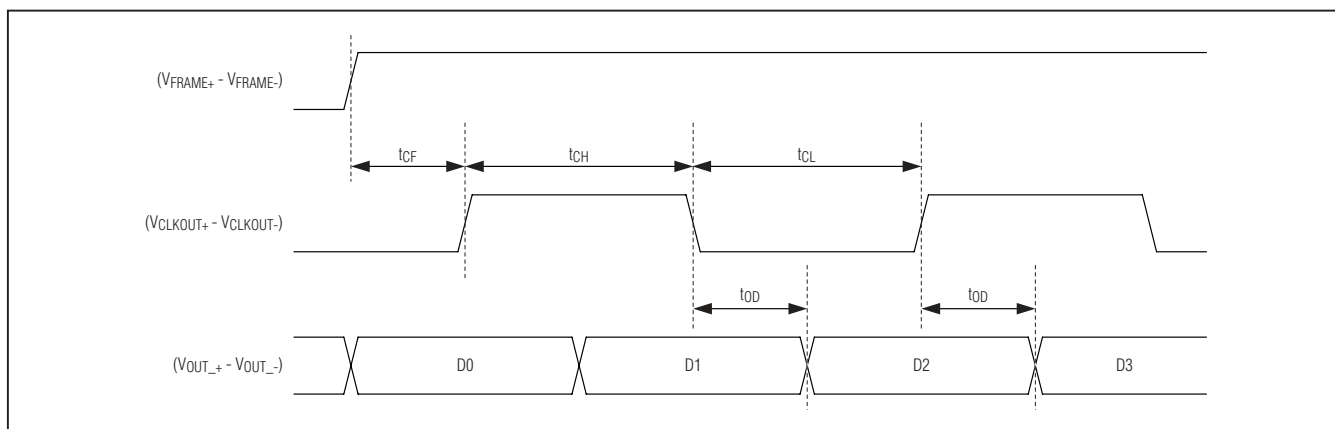 (VFRAME+ - VFRAME-)
tCF
tCH
tCL
(VCLKOUT+ - VCLKOUT-)
tOD
tOD
(VOUT_+ - VOUT_-)
D0
D1
D2
D3